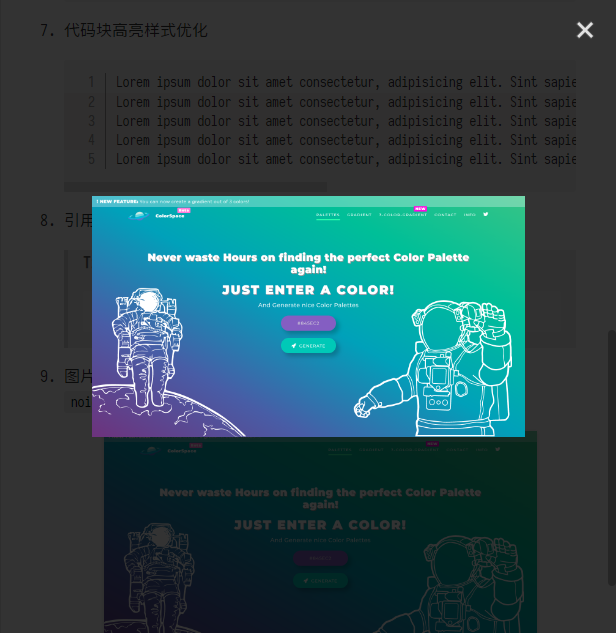 7. 代码块高亮样式优化
1 Lorem ipsum dolor sit amet consectetur, adipisicing elit. Sint sapie
2 Lorem ipsum dolor sit amet consectetur, adipisicing elit. Sint sapie
3 Lorem ipsum dolor sit amet consectetur, adipisicing elit. Sint sapie
4 Lorem ipsum dolor sit amet consectetur, adipisicing elit. Sint sapie
5 Lorem ipsum dolor sit amet consectetur, adipisicing elit. Sint sapie
! NEW FEATURE: You can now create a gradient out of 3 colors!
BETA
ColorSpace
NEW
PALETTES GRADIENT 3-COLOR-GRADIENT CONTACT INFO
8. 引用
T
Never waste Hours on finding the perfect Color Palette
again!
JUST ENTER A COLOR!
And Generate nice Color Palettes
#845EC2
GENERATE
9. 图片
noi
ColorSpace
Never waste Hours on finding the perfect Color Palette
again!
JUST ENTER A COLOR!
And Generate nice Color Palettes